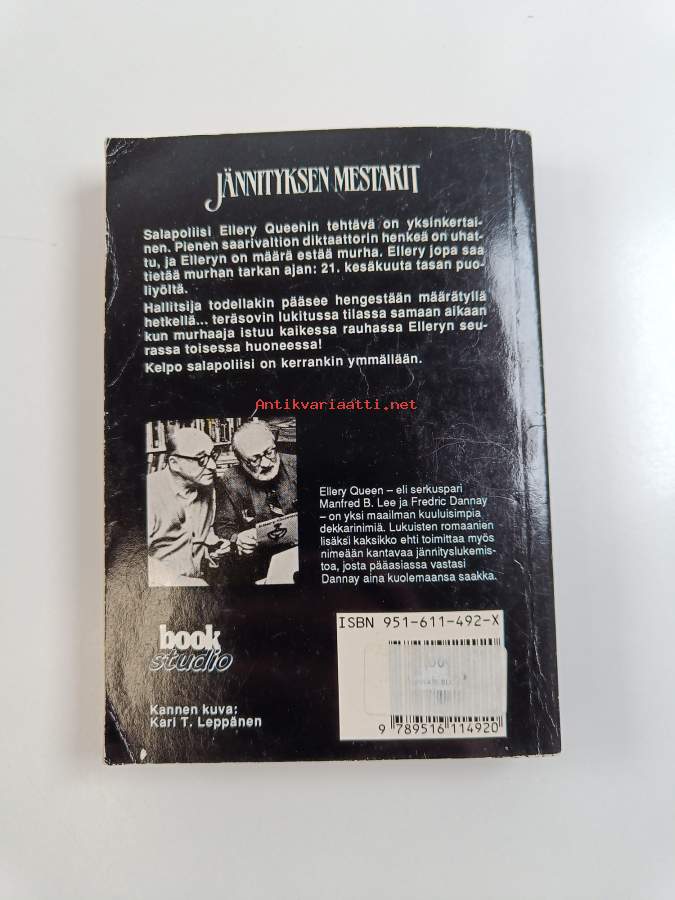 JÄNNITYKSEN MESTARIT
Salapoliisi Ellery Queenin tehtävä on yksinkertai-
nen. Pienen saarivaltion diktaattorin henkeä on uhat-
tu, ja Elleryn on määrä estää murha. Ellery jopa saa
tietää murhan tarkan ajan: 21. kesäkuuta tasan puo-
liyöltä.
Hallitsija todellakin pääsee hengestään määrätyllä
hetkellä... teräsovin lukitussa tilassa samaan aikaan
kun murhaaja istuu kaikessa rauhassa Elleryn seu-
rassa toisessa huoneessa!
Kelpo salapoliisi on kerrankin ymmällään.
Antikvariaatti.net
Ellery Queen – eli serkuspari
Manfred B. Lee ja Fredric Dannay
– on yksi maailman kuuluisimpia
dekkarinimiä. Lukuisten romaanien
lisäksi kaksikko ehti toimittaa myös
nimeään kantavaa jännityslukemis-
toa, josta pääasiassa vastasi
Dannay aina kuolemaansa saakka.
book
studio
Kannen kuva:
Kari T. Leppänen
ISBN 951-611-492-X
9 789516 114920